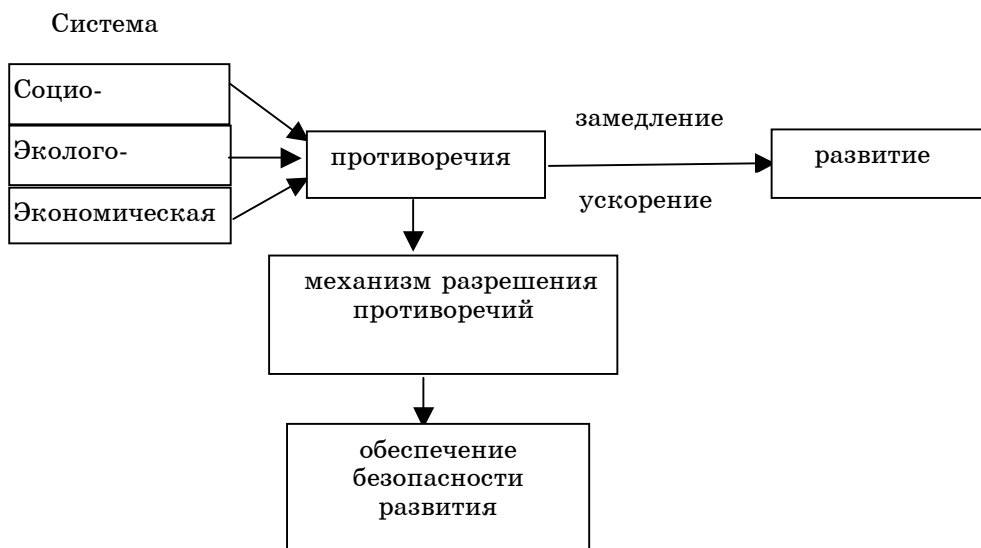 Система
Социо-
Эколого-
Экономическая
противоречия
замедление
ускорение
развитие
механизм разрешения
противоречий
обеспечение
безопасности
развития